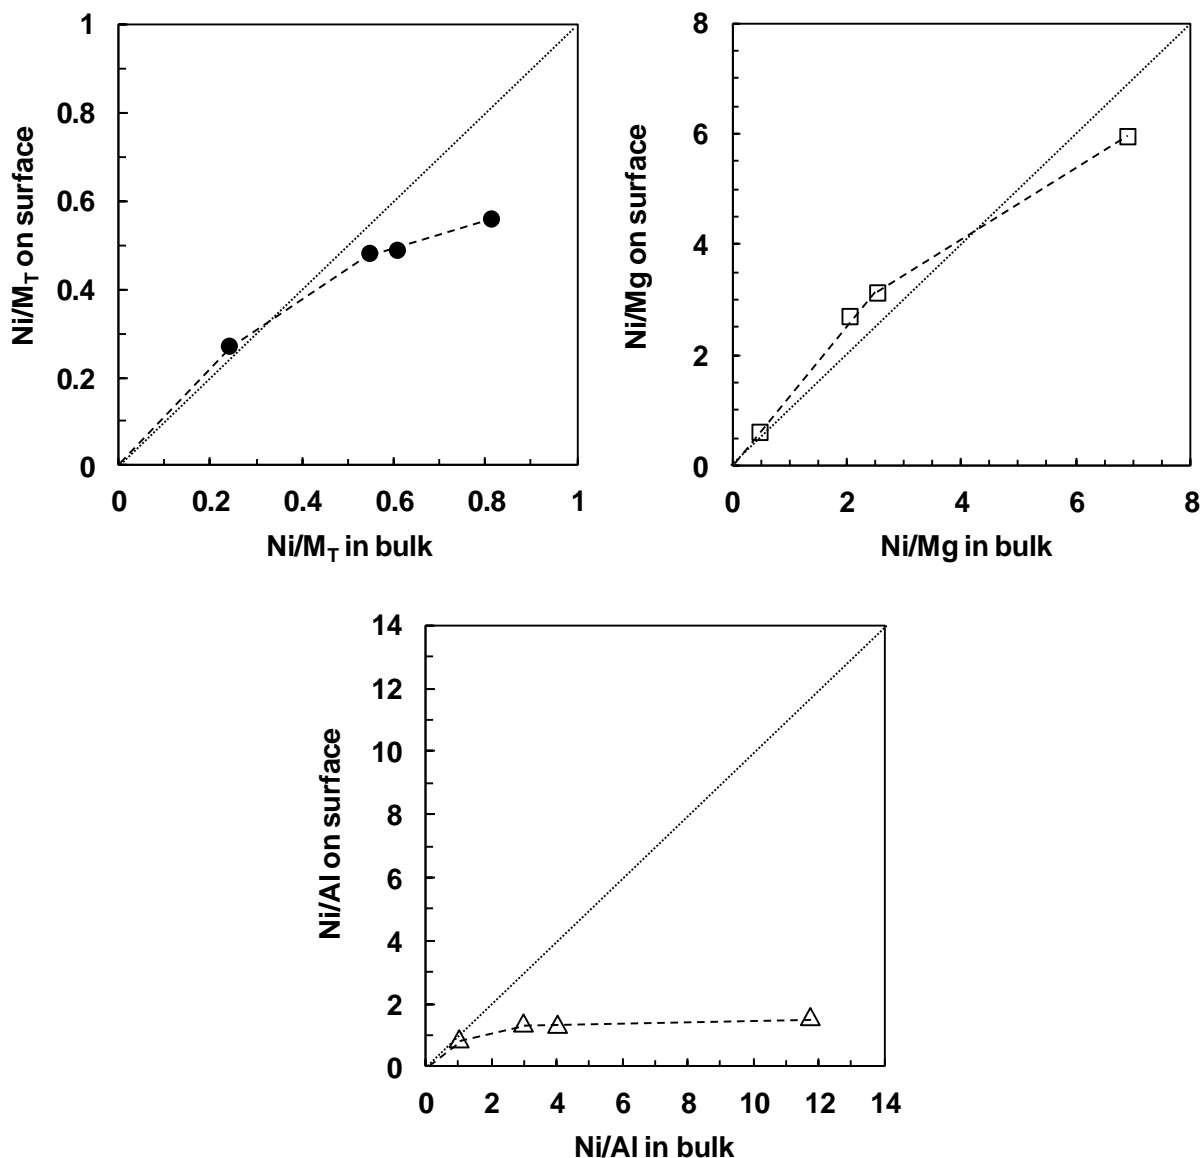 1
0.8
0.6
0.4
0.2
0
Ni/M_T on surface
0 0.2 0.4 0.6 0.8 1
Ni/M_T in bulk
8
6
4
2
0
Ni/Mg on surface
0 2 4 6 8
Ni/Mg in bulk
14
12
10
8
6
4
2
0
Ni/Al on surface
0 2 4 6 8 10 12 14
Ni/Al in bulk